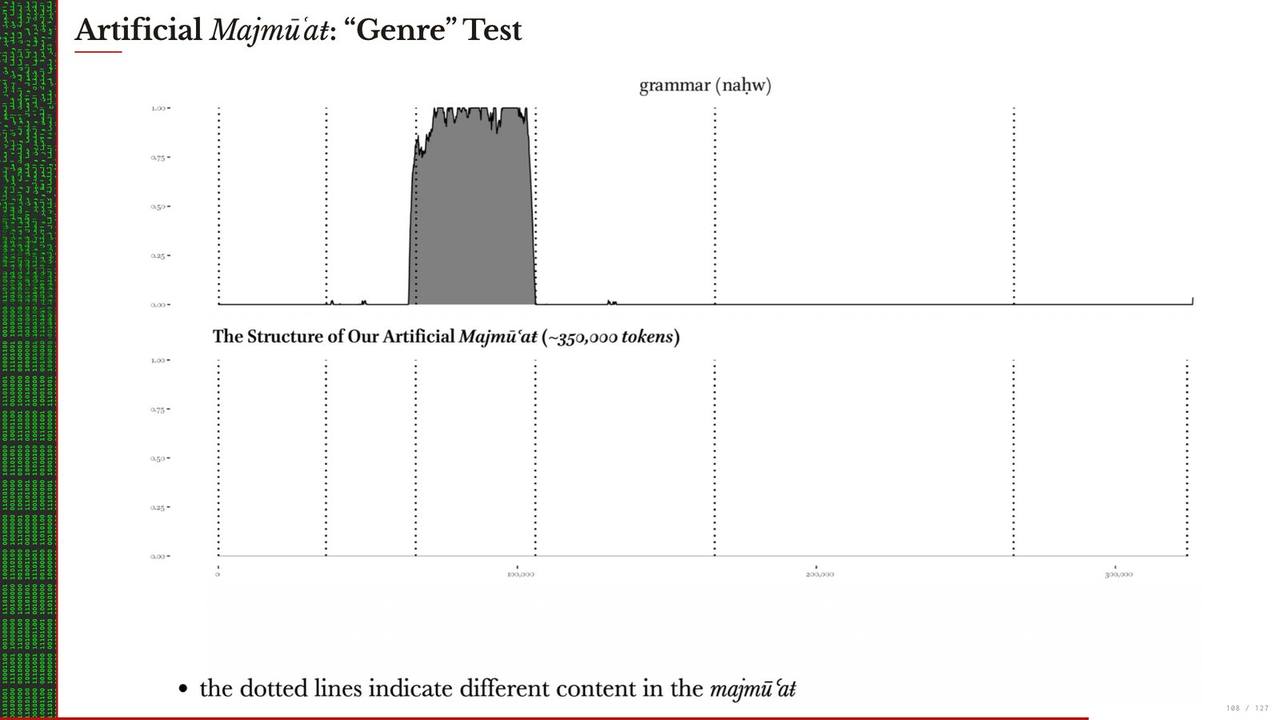 Artificial Majmūʿāt: “Genre” Test
grammar (naḥw)
1.00
0.75
0.50
0.25
0.00
The Structure of Our Artificial Majmūʿat (~350,000 tokens)
1.00
0.75
0.50
0.25
0.00
0 100,000 200,000 300,000
• the dotted lines indicate different content in the majmūʿāt
108 / 127